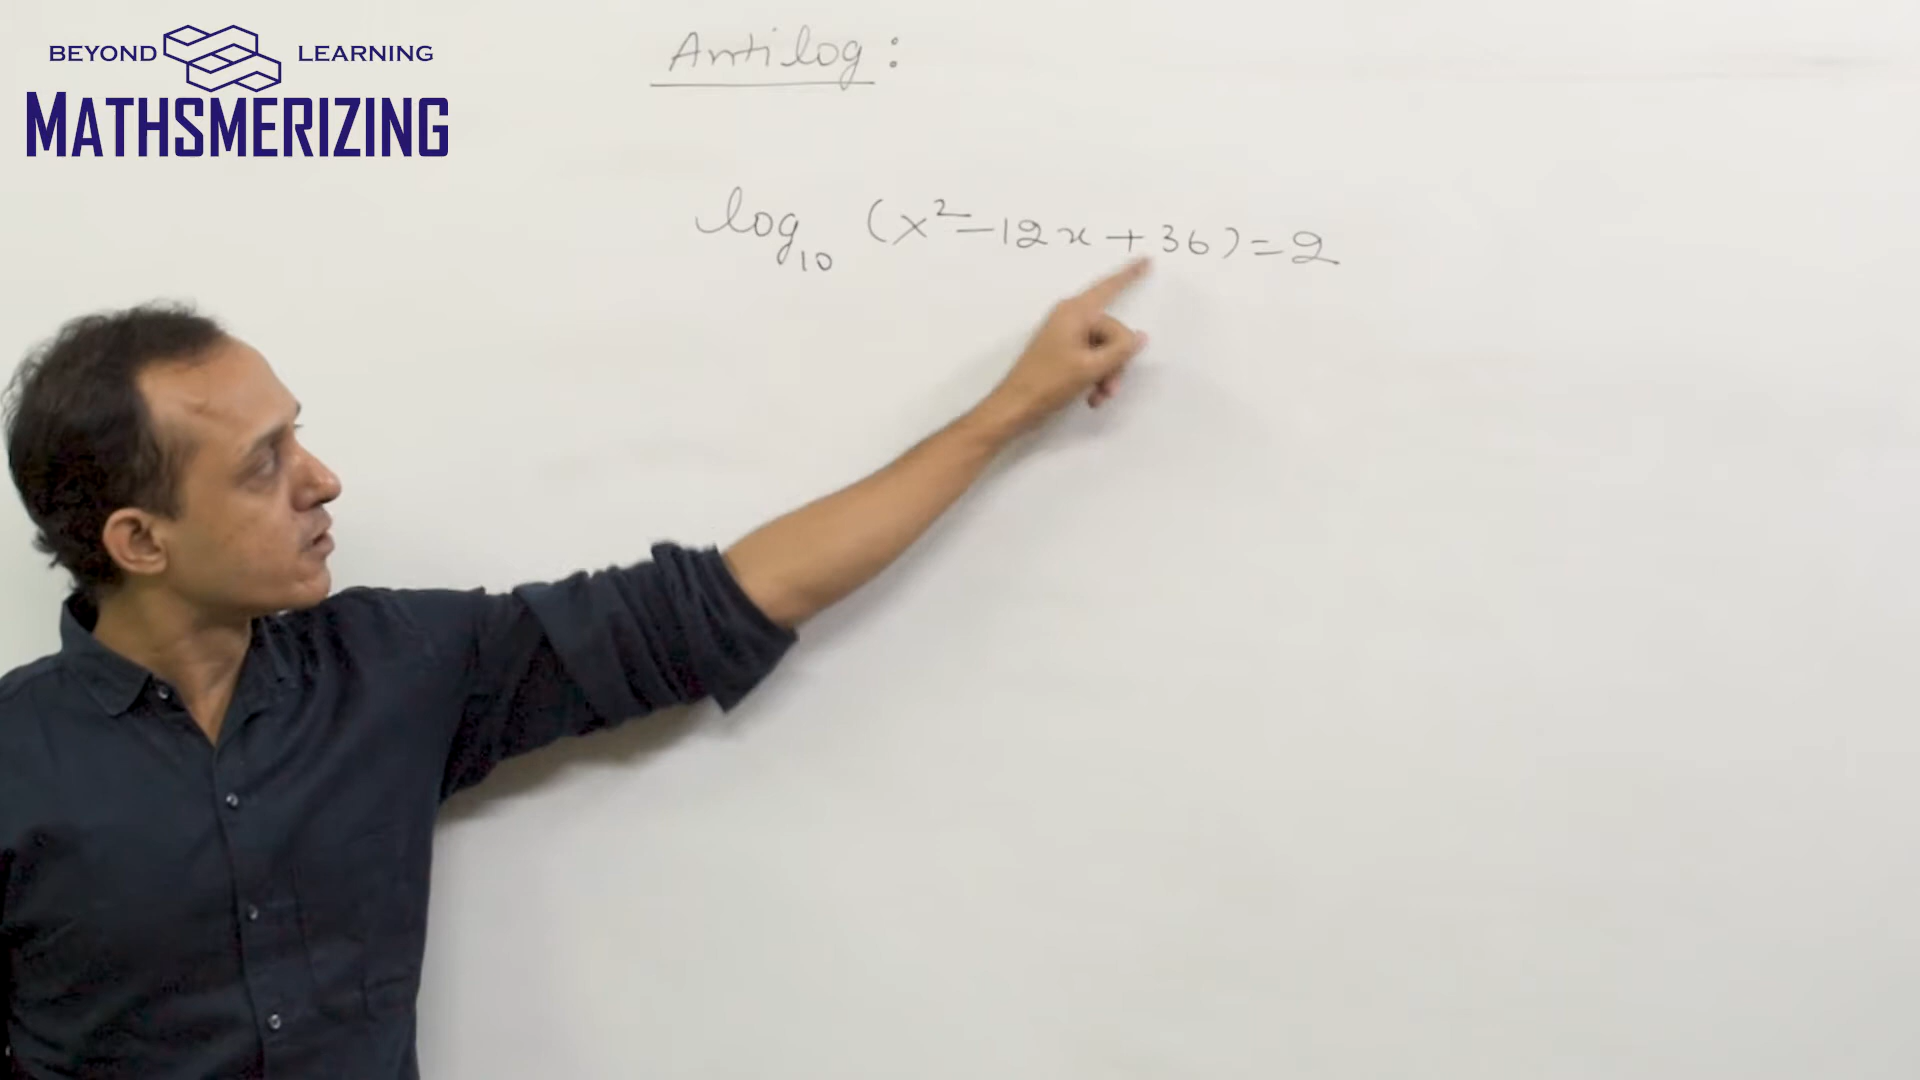 BEYOND LEARNING
MATHSMERIZING
Antilog :
log₁₀ (x²-12x+36)=2